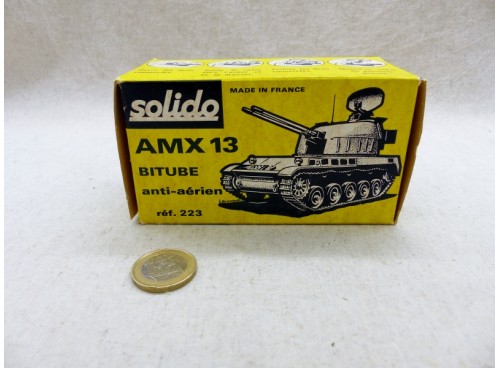 solido
MADE IN FRANCE
AMX 13
BITUBE
anti-aérien
réf. 223